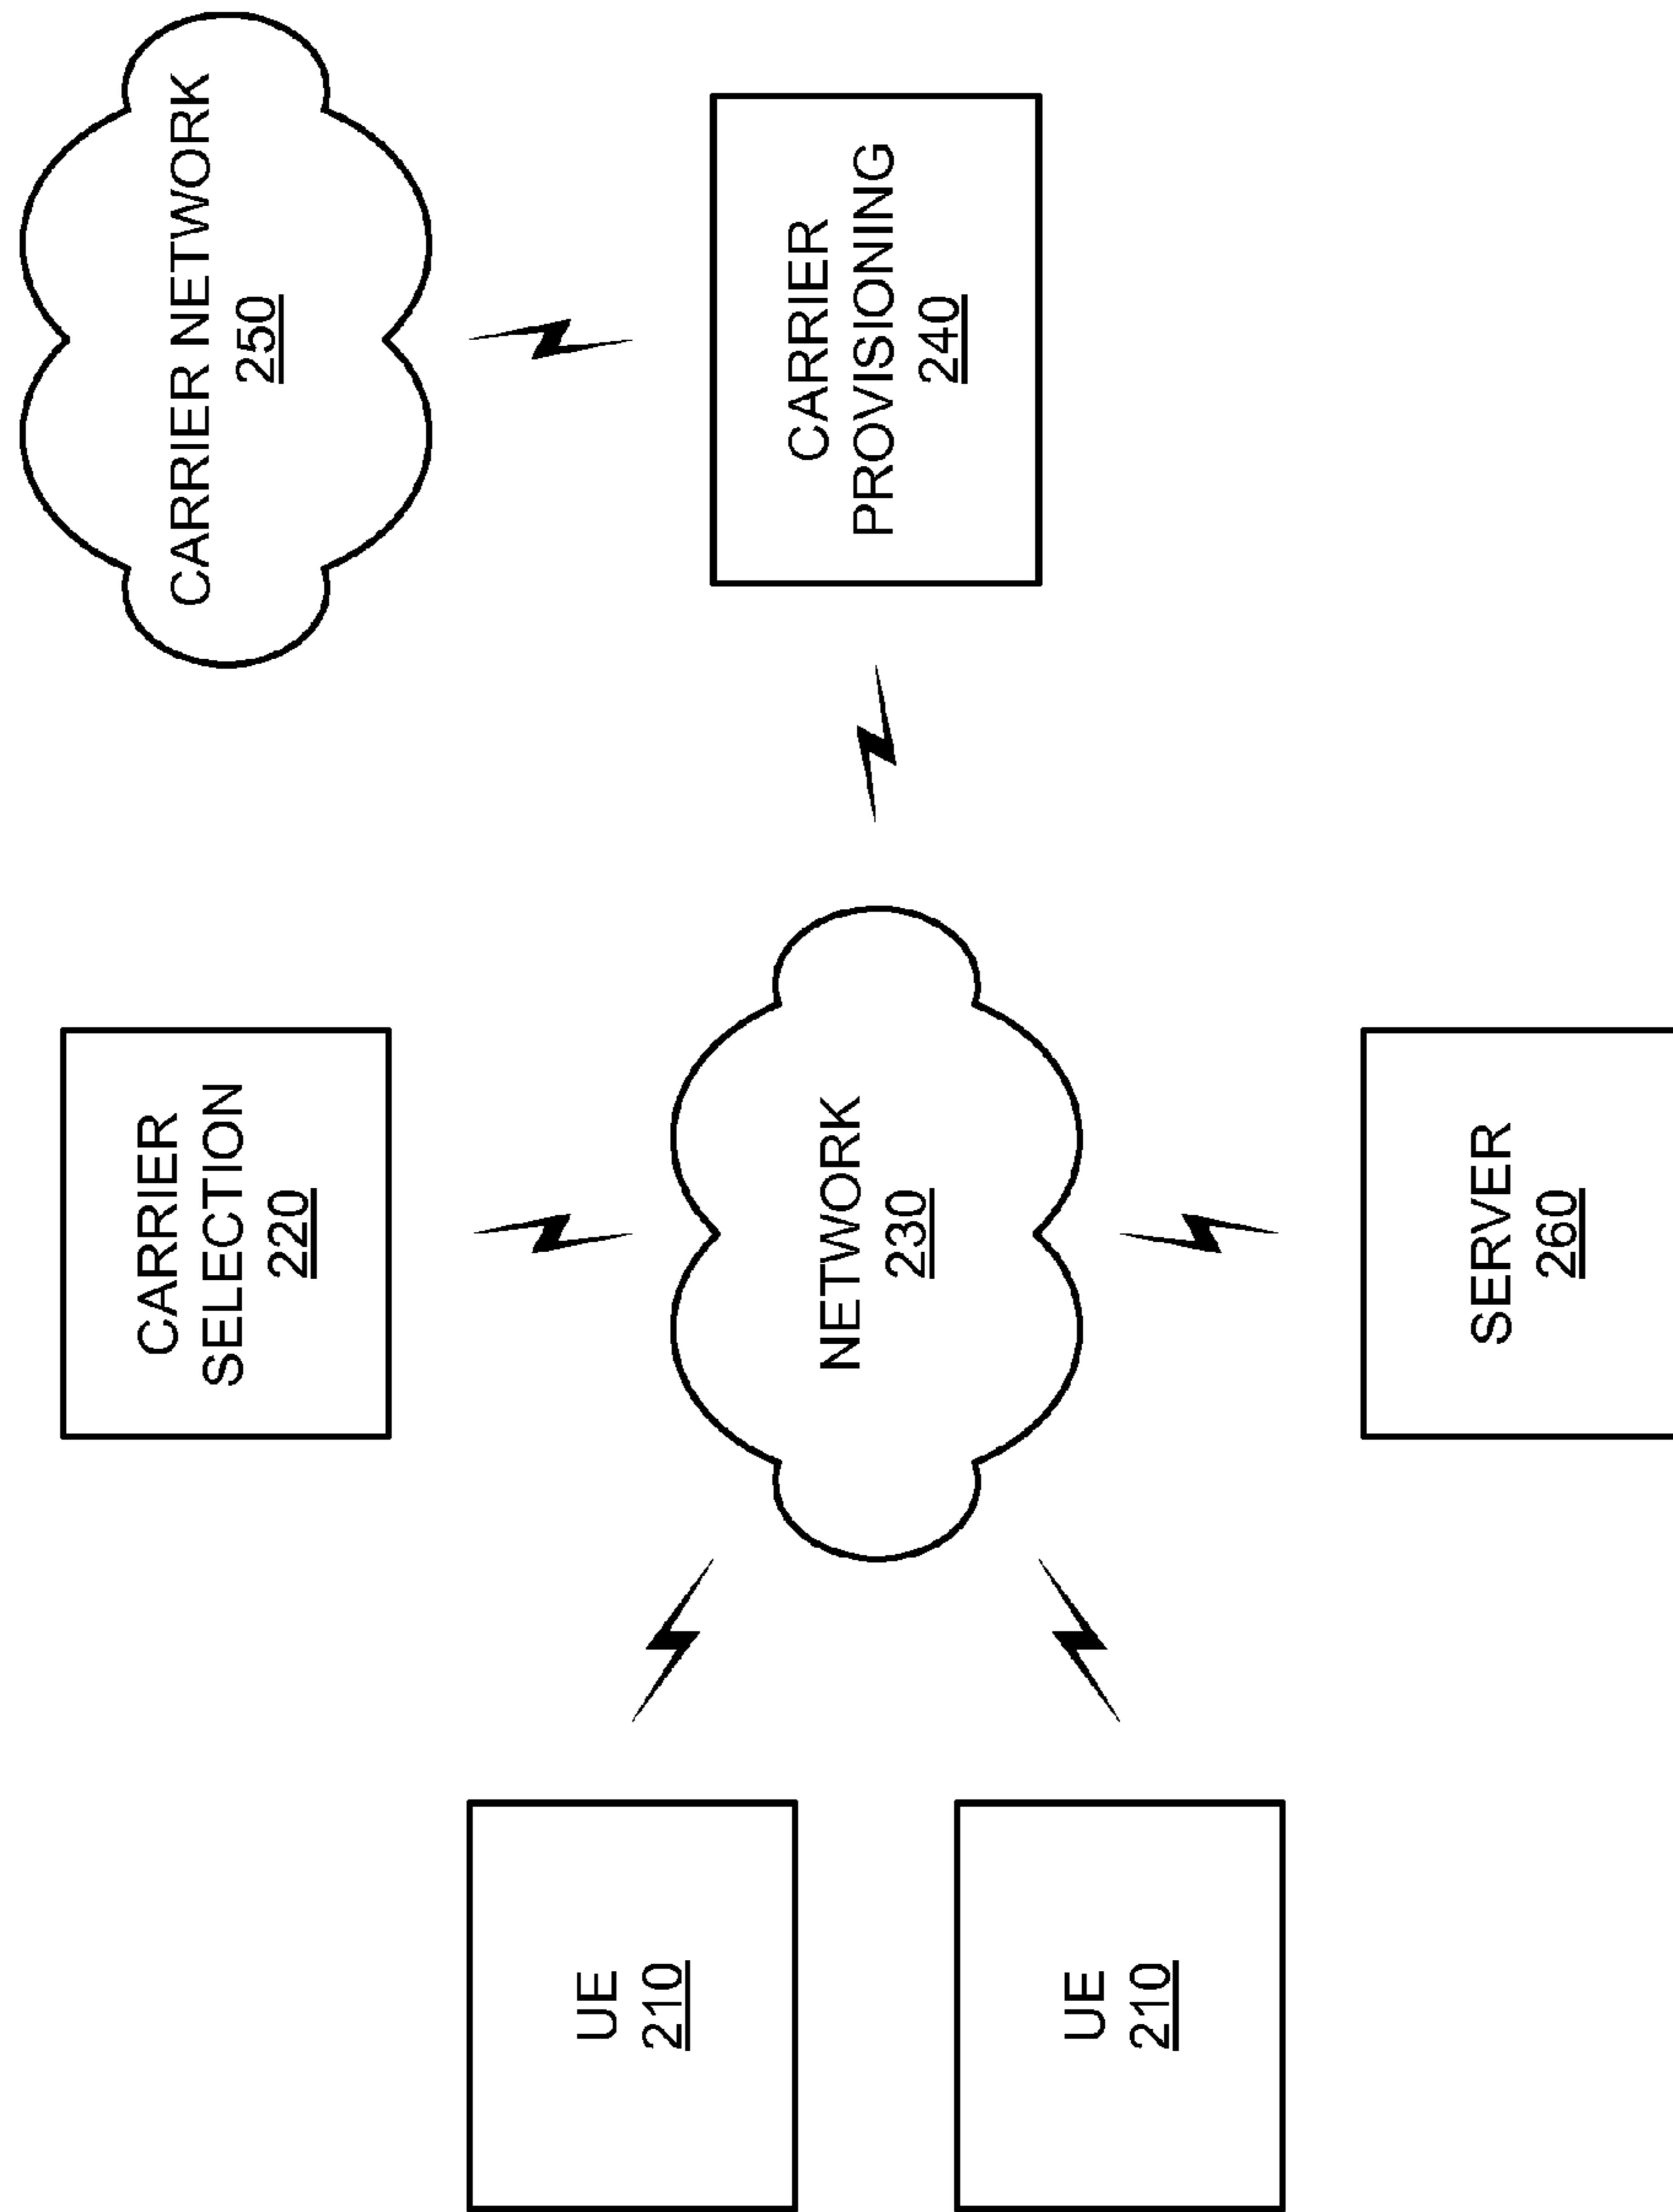 CARRIER
SELECTION
220
CARRIER NETWORK
250
UE
210
NETWORK
230
CARRIER
PROVISIONING
240
UE
210
SERVER
260